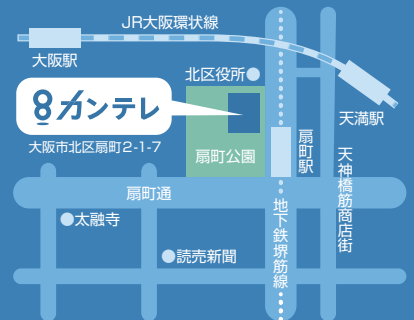 JR大阪環状線
大阪駅
北区役所
8カンテレ
天満駅
大阪市北区扇町2-1-7
扇町公園
扇町駅
天神橋筋商店街
扇町通
地下鉄堺筋線
太融寺
読売新聞